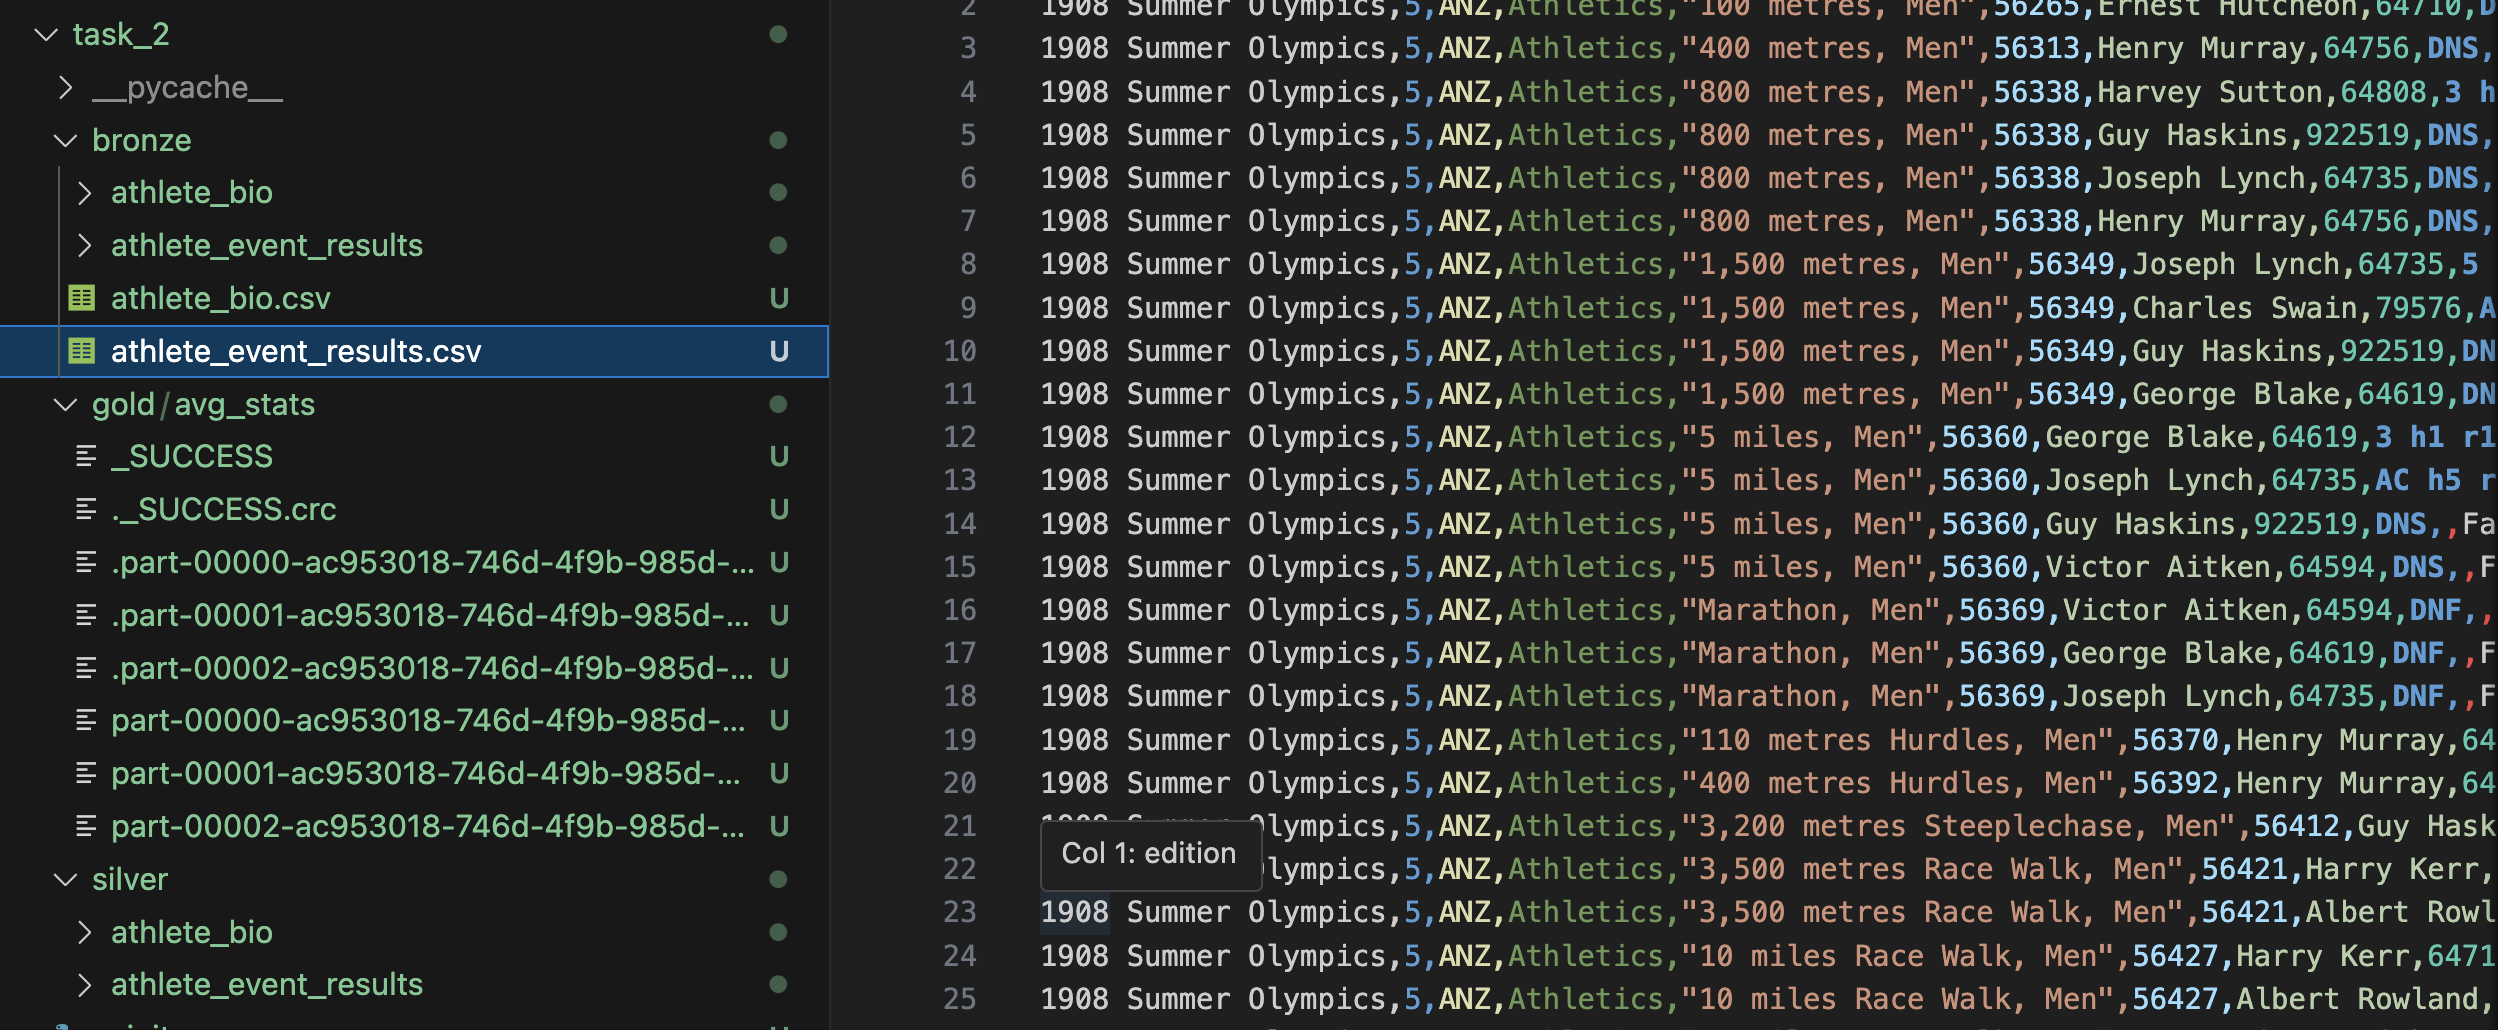 task_2
__pycache__
bronze
athlete_bio
athlete_event_results
athlete_bio.csv U
athlete_event_results.csv U
gold/avg_stats
_SUCCESS U
._SUCCESS.crc U
.part-00000-ac953018-746d-4f9b-985d-... U
.part-00001-ac953018-746d-4f9b-985d-... U
.part-00002-ac953018-746d-4f9b-985d-... U
part-00000-ac953018-746d-4f9b-985d-... U
part-00001-ac953018-746d-4f9b-985d-... U
part-00002-ac953018-746d-4f9b-985d-... U
silver
athlete_bio
athlete_event_results
2 1908 Summer Olympics,5,ANZ,Athletics,"100 metres, Men",56265,Ernest Hutcheon,64710,D
3 1908 Summer Olympics,5,ANZ,Athletics,"400 metres, Men",56313,Henry Murray,64756,DNS,
4 1908 Summer Olympics,5,ANZ,Athletics,"800 metres, Men",56338,Harvey Sutton,64808,3 h
5 1908 Summer Olympics,5,ANZ,Athletics,"800 metres, Men",56338,Guy Haskins,922519,DNS,
6 1908 Summer Olympics,5,ANZ,Athletics,"800 metres, Men",56338,Joseph Lynch,64735,DNS,
7 1908 Summer Olympics,5,ANZ,Athletics,"800 metres, Men",56338,Henry Murray,64756,DNS,
8 1908 Summer Olympics,5,ANZ,Athletics,"1,500 metres, Men",56349,Joseph Lynch,64735,5
9 1908 Summer Olympics,5,ANZ,Athletics,"1,500 metres, Men",56349,Charles Swain,79576,A
10 1908 Summer Olympics,5,ANZ,Athletics,"1,500 metres, Men",56349,Guy Haskins,922519,DN
11 1908 Summer Olympics,5,ANZ,Athletics,"1,500 metres, Men",56349,George Blake,64619,DN
12 1908 Summer Olympics,5,ANZ,Athletics,"5 miles, Men",56360,George Blake,64619,3 h1 r1
13 1908 Summer Olympics,5,ANZ,Athletics,"5 miles, Men",56360,Joseph Lynch,64735,AC h5 r
14 1908 Summer Olympics,5,ANZ,Athletics,"5 miles, Men",56360,Guy Haskins,922519,DNS,,Fa
15 1908 Summer Olympics,5,ANZ,Athletics,"5 miles, Men",56360,Victor Aitken,64594,DNS,,F
16 1908 Summer Olympics,5,ANZ,Athletics,"Marathon, Men",56369,Victor Aitken,64594,DNF,,
17 1908 Summer Olympics,5,ANZ,Athletics,"Marathon, Men",56369,George Blake,64619,DNF,,F
18 1908 Summer Olympics,5,ANZ,Athletics,"Marathon, Men",56369,Joseph Lynch,64735,DNF,,F
19 1908 Summer Olympics,5,ANZ,Athletics,"110 metres Hurdles, Men",56370,Henry Murray,64
20 1908 Summer Olympics,5,ANZ,Athletics,"400 metres Hurdles, Men",56392,Henry Murray,64
21 lympics,5,ANZ,Athletics,"3,200 metres Steeplechase, Men",56412,Guy Hask
Col 1: edition
22 lympics,5,ANZ,Athletics,"3,500 metres Race Walk, Men",56421,Harry Kerr,
23 1908 Summer Olympics,5,ANZ,Athletics,"3,500 metres Race Walk, Men",56421,Albert Rowl
24 1908 Summer Olympics,5,ANZ,Athletics,"10 miles Race Walk, Men",56427,Harry Kerr,6471
25 1908 Summer Olympics,5,ANZ,Athletics,"10 miles Race Walk, Men",56427,Albert Rowland,